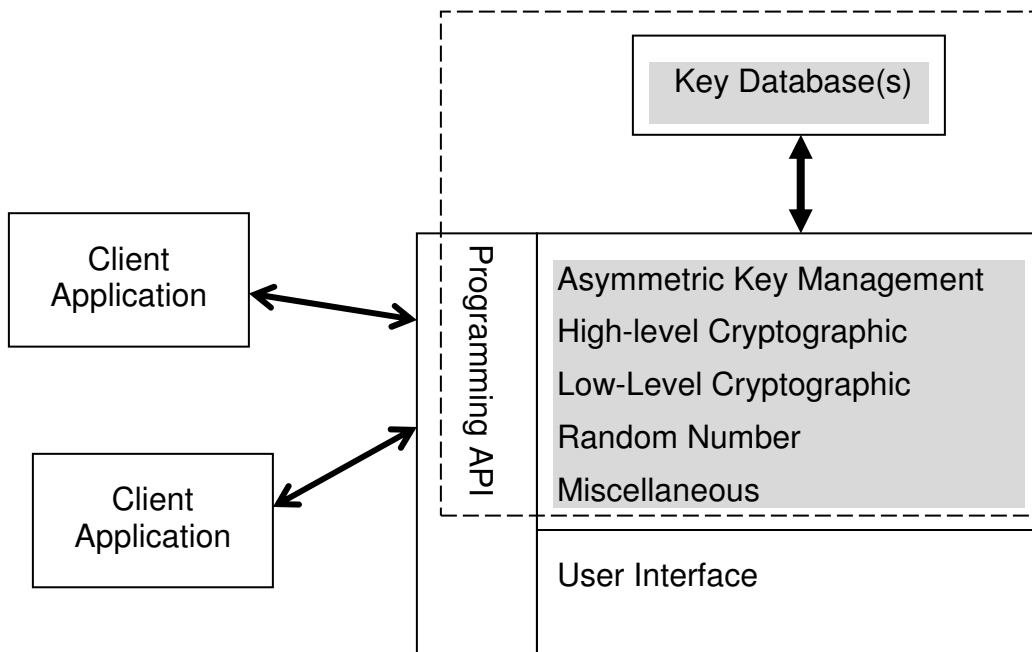 Key Database(s)
Client
Application
Programming API
Asymmetric Key Management
High-level Cryptographic
Low-Level Cryptographic
Random Number
Miscellaneous
Client
Application
User Interface